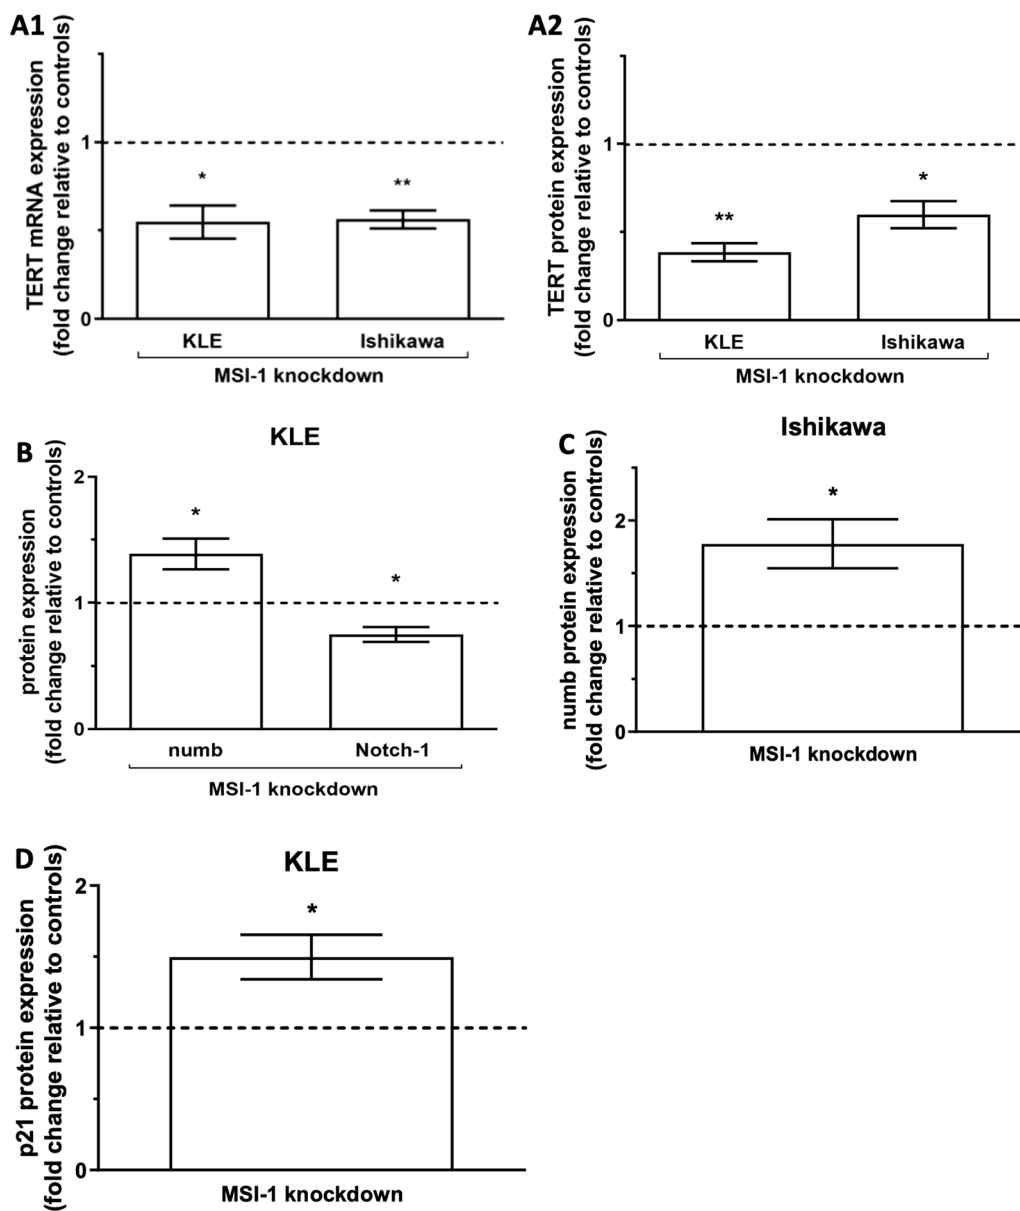 A1
TERT mRNA expression
(fold change relative to controls)
1
0
*
**
KLE
Ishikawa
MSI-1 knockdown
A2
TERT protein expression
(fold change relative to controls)
1
0
**
*
KLE
Ishikawa
MSI-1 knockdown
B
KLE
protein expression
(fold change relative to controls)
2
1
0
*
*
numb
Notch-1
MSI-1 knockdown
C
Ishikawa
numb protein expression
(fold change relative to controls)
2
1
0
*
MSI-1 knockdown
D
KLE
p21 protein expression
(fold change relative to controls)
2
1
0
*
MSI-1 knockdown